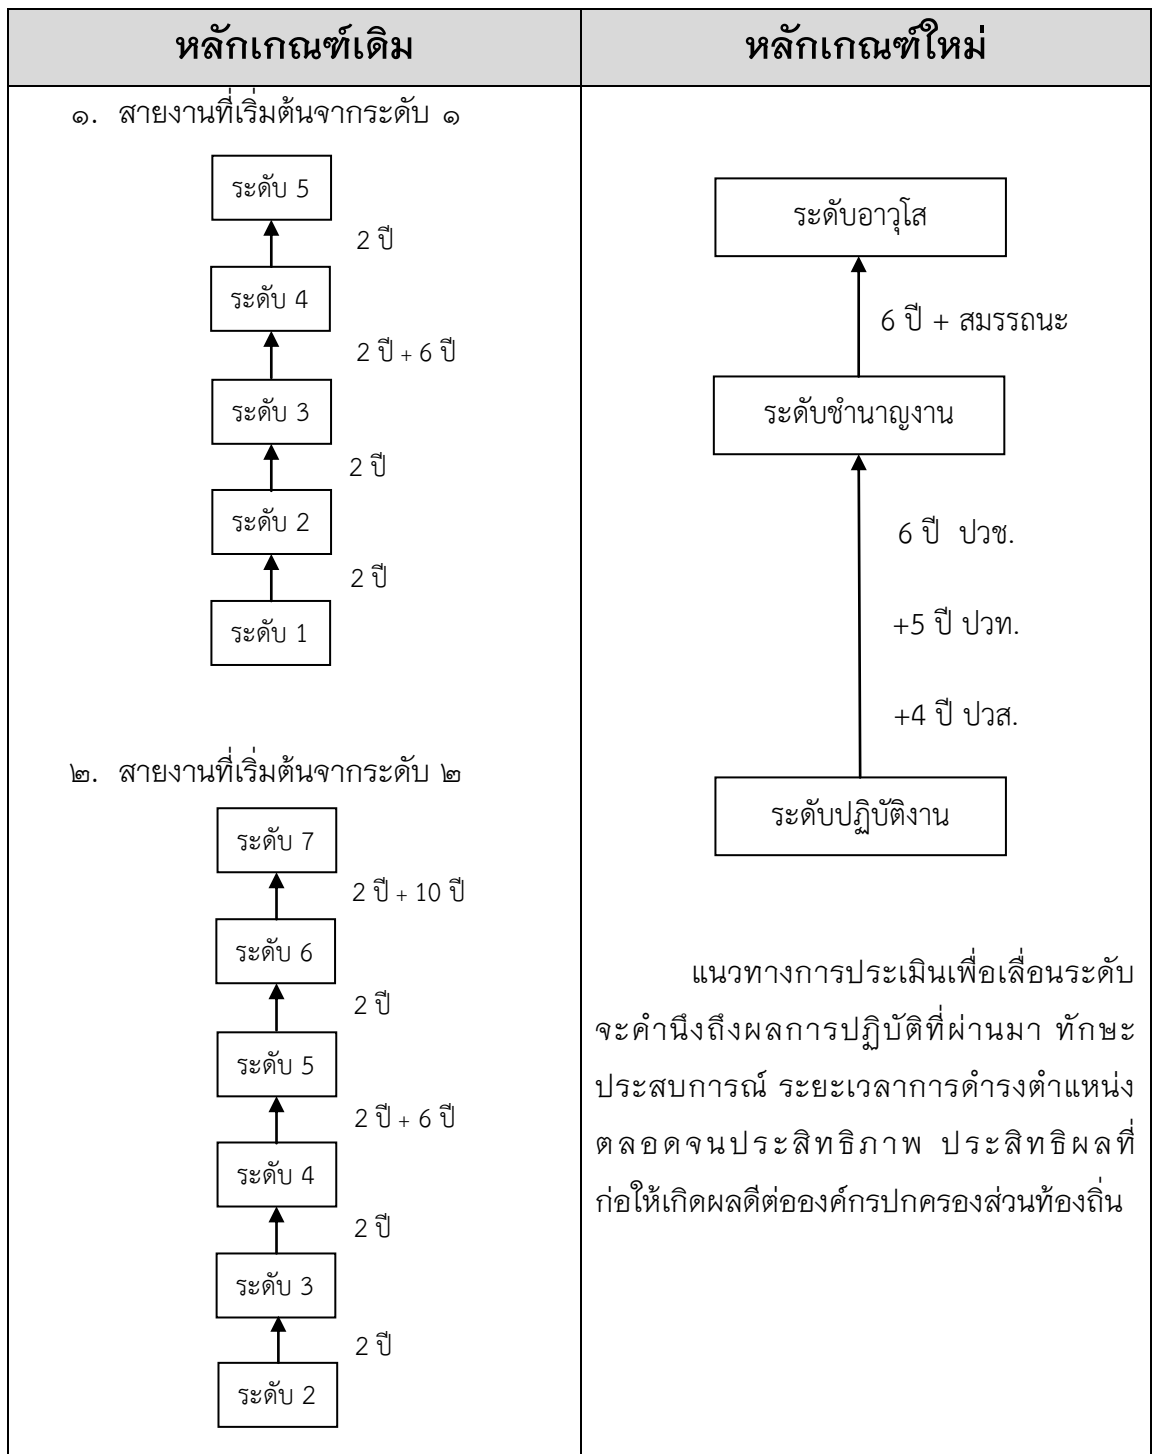 หลักเกณฑ์เดิม
หลักเกณฑ์ใหม่
๑. สายงานที่เริ่มต้นจากระดับ ๑
ระดับ 5
2 ปี
ระดับ 4
2 ปี + 6 ปี
ระดับ 3
2 ปี
ระดับ 2
2 ปี
ระดับ 1
๒. สายงานที่เริ่มต้นจากระดับ ๒
ระดับ 7
2 ปี + 10 ปี
ระดับ 6
2 ปี
ระดับ 5
2 ปี + 6 ปี
ระดับ 4
2 ปี
ระดับ 3
2 ปี
ระดับ 2
ระดับอาวุโส
6 ปี + สมรรถนะ
ระดับชำนาญงาน
6 ปี ปวช.
+5 ปี ปวท.
+4 ปี ปวส.
ระดับปฏิบัติงาน
แนวทางการประเมินเพื่อเลื่อนระดับ
จะคำนึงถึงผลการปฏิบัติที่ผ่านมา ทักษะ
ประสบการณ์ ระยะเวลาการดำรงตำแหน่ง
ตลอดจนประสิทธิภาพ ประสิทธิผลที่
ก่อให้เกิดผลดีต่อองค์กรปกครองส่วนท้องถิ่น